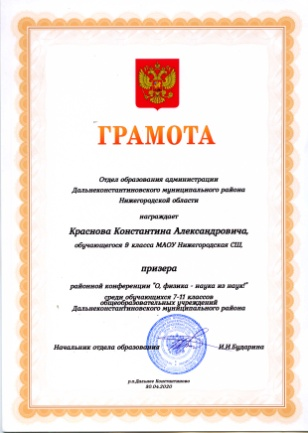 ГРАМОТА
Отдел образования администрации
Дальнеконстантиновского муниципального района
Нижегородской области
награждает
Краснова Константина Александровича,
обучающегося 9 класса МАОУ Нижегородская СШ,
призера
районной конференции "О, физика - наука из наук!"
среди обучающихся 7-11 классов
общеобразовательных учреждений
Дальнеконстантиновского муниципального района
Начальник отдела образования И.Н.Бударина
р.п.Дальнее Константиново
30.04.2020